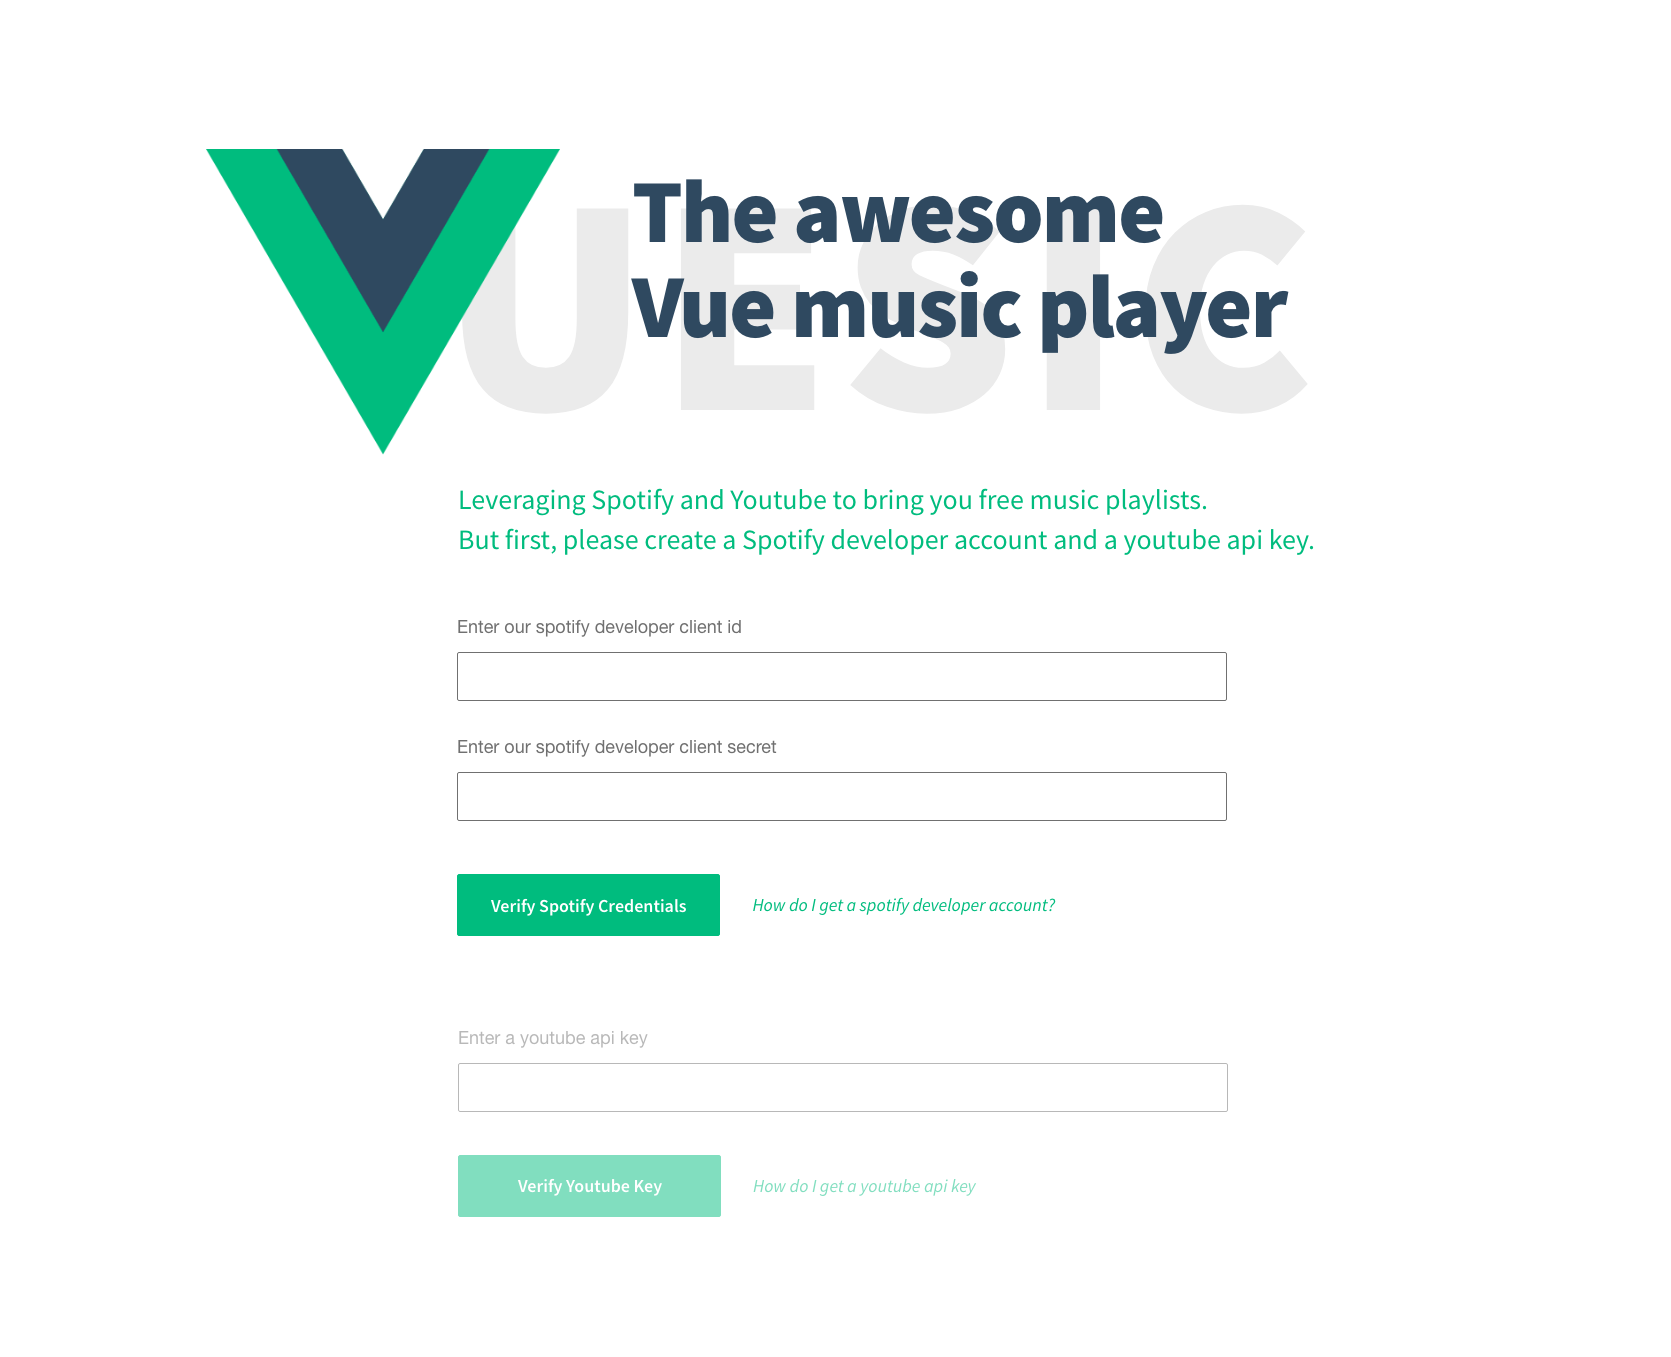 VUESIC
The awesome
Vue music player
Leveraging Spotify and Youtube to bring you free music playlists.
But first, please create a Spotify developer account and a youtube api key.
Enter our spotify developer client id
Enter our spotify developer client secret
Verify Spotify Credentials
How do I get a spotify developer account?
Enter a youtube api key
Verify Youtube Key
How do I get a youtube api key